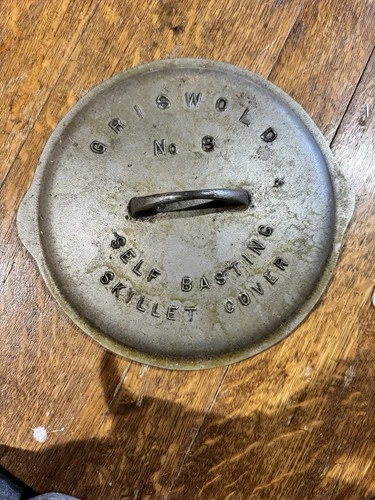 GRISWOLD
No 8
SELF BASTING
SKILLET COVER